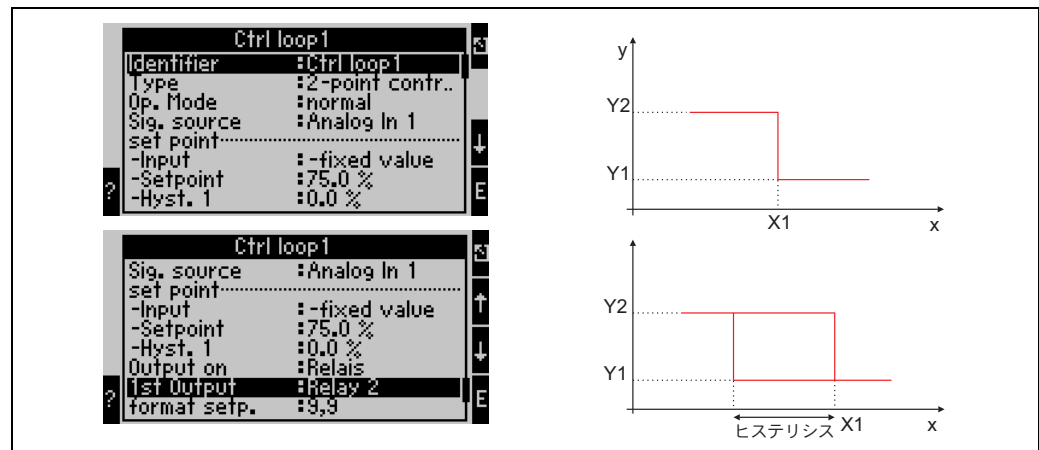 Ctrl loop1
Identifier :Ctrl loop1
Type :2-point contr..
Op. Mode :normal
Sig. source :Analog In 1
set point
-Input :-fixed value
-Setpoint :75.0 %
-Hyst. 1 :0.0 %
? E
y
Y2
Y1
X1
x
Ctrl loop1
Sig. source :Analog In 1
set point
-Input :-fixed value
-Setpoint :75.0 %
-Hyst. 1 :0.0 %
Output on :Relais
1st Output :Relay 2
format setp. :9,9
? E
Y2
Y1
ヒステリシス X1
x